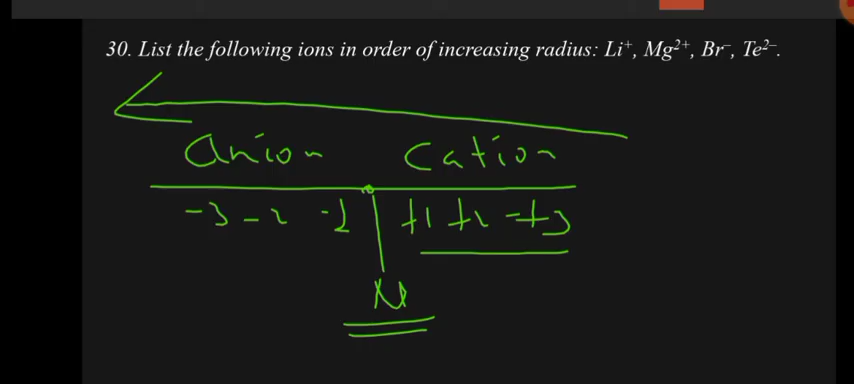 30. List the following ions in order of increasing radius: Li⁺, Mg²⁺, Br⁻, Te²⁻.
Anion Cation
-3 -2 -1 +1 +2 +3
N